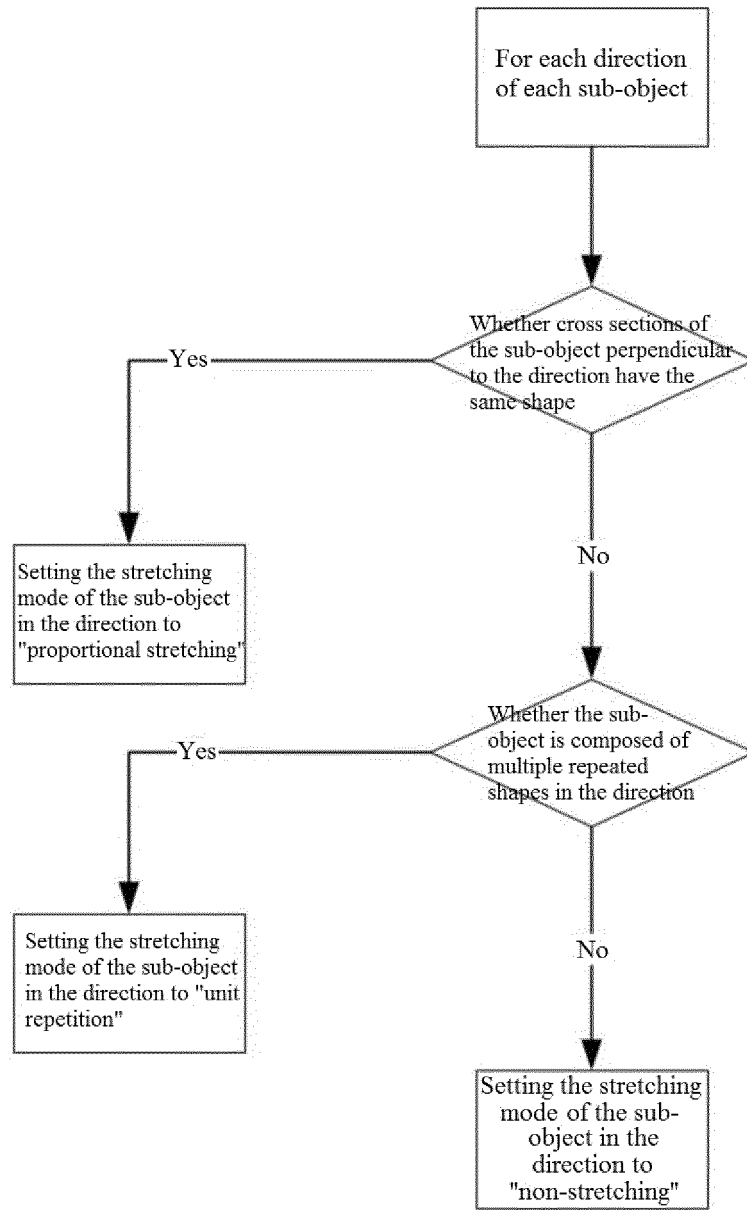 For each direction
of each sub-object
Whether cross sections of
the sub-object perpendicular
to the direction have the
same shape
Yes
No
Setting the stretching
mode of the sub-object
in the direction to
"proportional stretching"
Whether the sub-
object is composed of
multiple repeated
shapes in the direction
Yes
No
Setting the stretching
mode of the sub-object
in the direction to "unit
repetition"
Setting the stretching
mode of the sub-
object in the
direction to
"non-stretching"